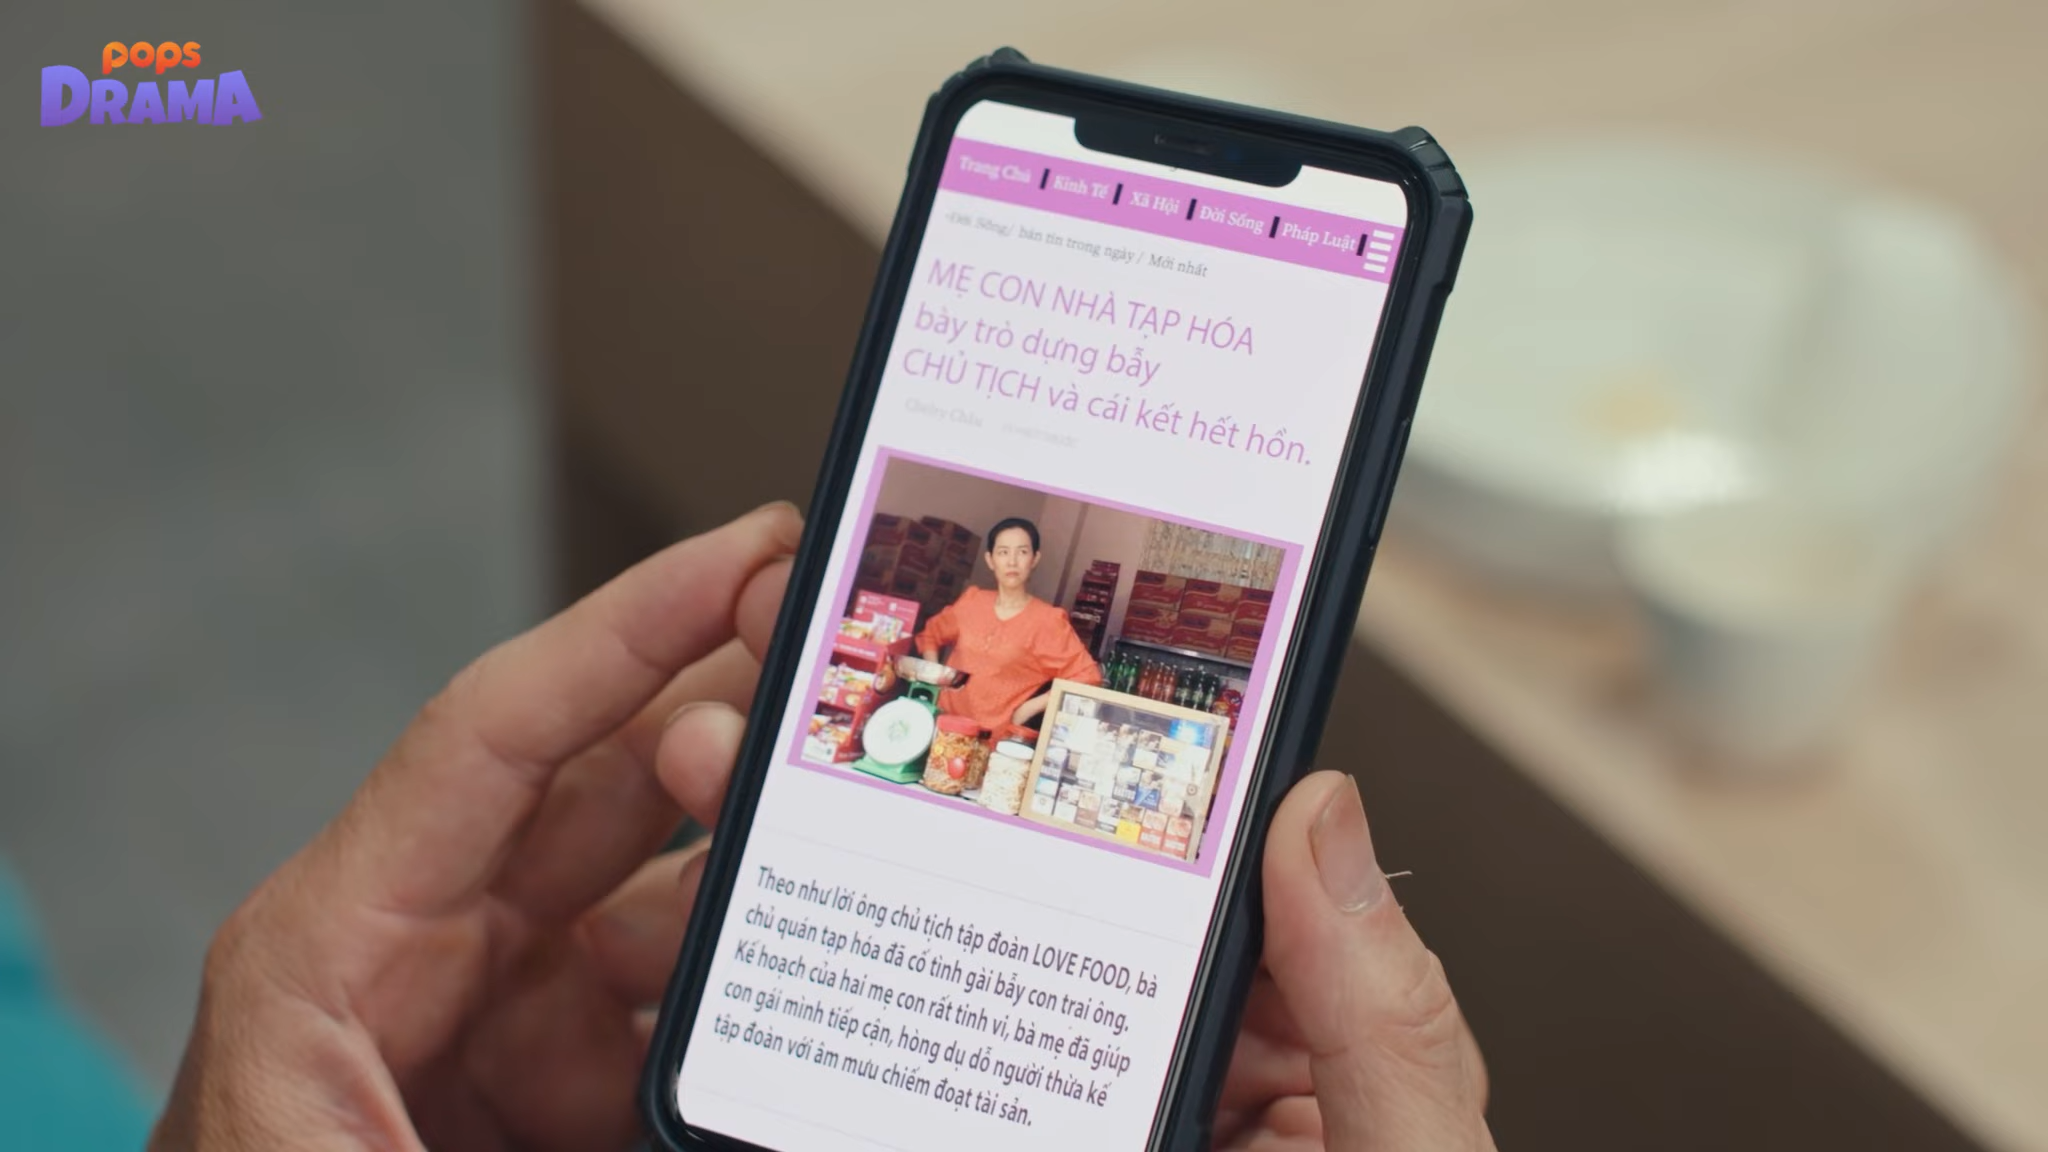 pops
DRAMA
Trang Chủ Kinh Tế Xã Hội Đời Sống Pháp Luật
Đời Sống/ bản tin trong ngày/ Mới nhất
MẸ CON NHÀ TẠP HÓA
bày trò dựng bẫy
CHỦ TỊCH và cái kết hết hồn.
Theo như lời ông chủ tịch tập đoàn LOVE FOOD, bà
chủ quán tạp hóa đã cố tình gài bẫy con trai ông.
Kế hoạch của hai mẹ con rất tinh vi, bà mẹ đã giúp
con gái mình tiếp cận, hòng dụ dỗ người thừa kế
tập đoàn với âm mưu chiếm đoạt tài sản.